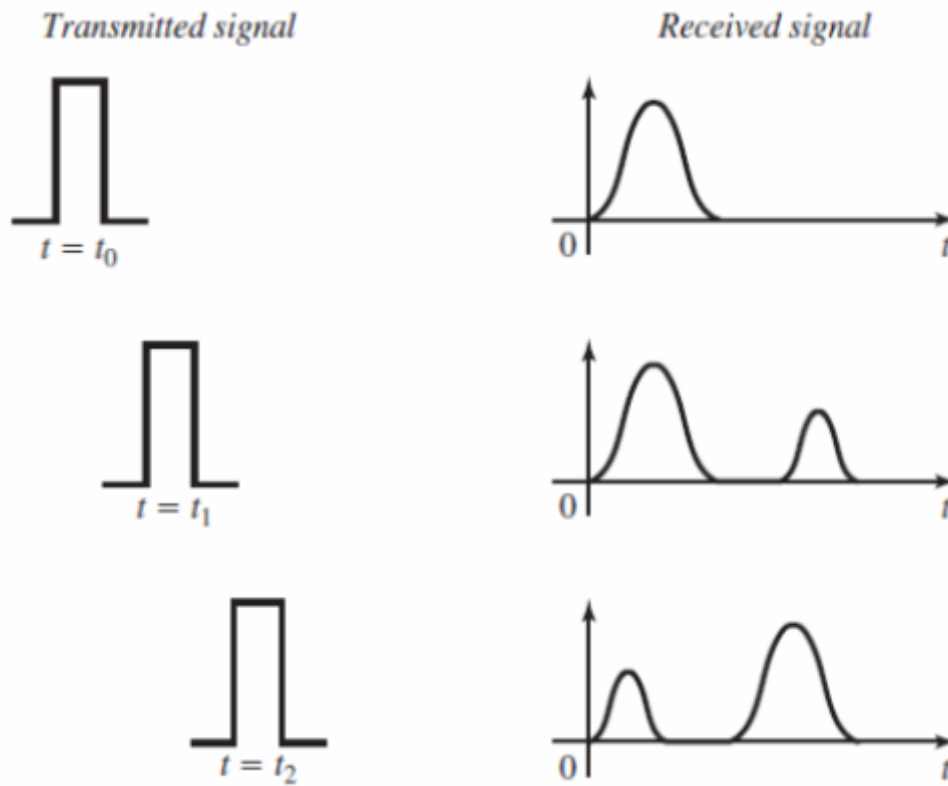 Transmitted signal
Received signal
t = t₀
0
t
t = t₁
0
t
t = t₂
0
t